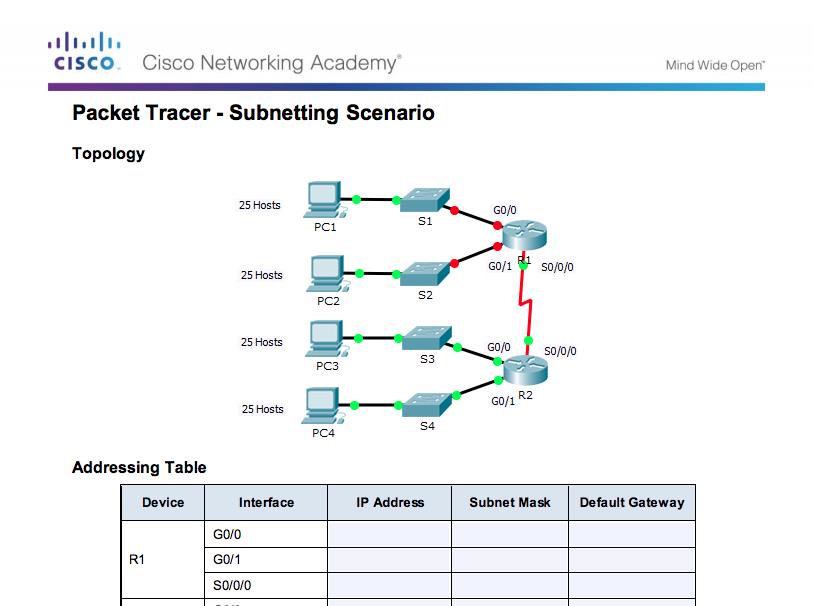 CISCO Cisco Networking Academy® Mind Wide Open™
Packet Tracer - Subnetting Scenario
Topology
25 Hosts
PC1
S1
G0/0
R1
25 Hosts
PC2
S2
G0/1
S0/0/0
25 Hosts
PC3
S3
G0/0
S0/0/0
25 Hosts
PC4
S4
G0/1
R2
Addressing Table
Device Interface IP Address Subnet Mask Default Gateway
R1
G0/0
G0/1
S0/0/0